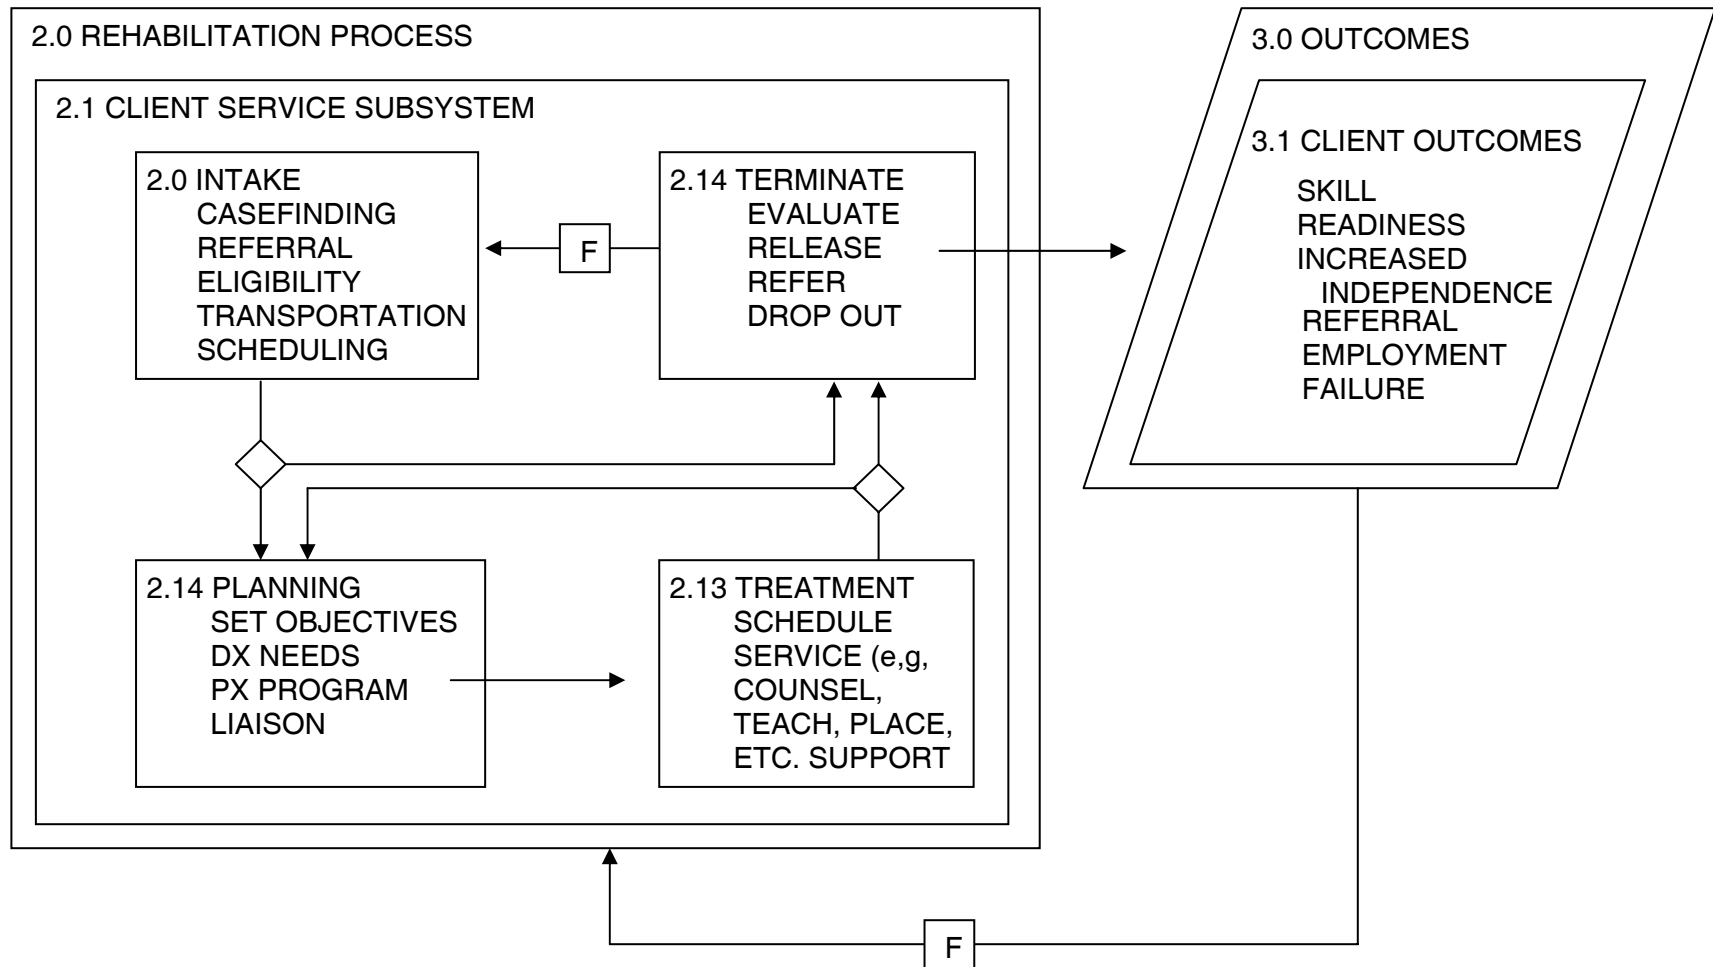 2.0 REHABILITATION PROCESS
2.1 CLIENT SERVICE SUBSYSTEM
2.0 INTAKE
CASEFINDING
REFERRAL
ELIGIBILITY
TRANSPORTATION
SCHEDULING
F
2.14 TERMINATE
EVALUATE
RELEASE
REFER
DROP OUT
2.14 PLANNING
SET OBJECTIVES
DX NEEDS
PX PROGRAM
LIAISON
2.13 TREATMENT
SCHEDULE
SERVICE (e,g,
COUNSEL,
TEACH, PLACE,
ETC. SUPPORT
3.0 OUTCOMES
3.1 CLIENT OUTCOMES
SKILL
READINESS
INCREASED
INDEPENDENCE
REFERRAL
EMPLOYMENT
FAILURE
F